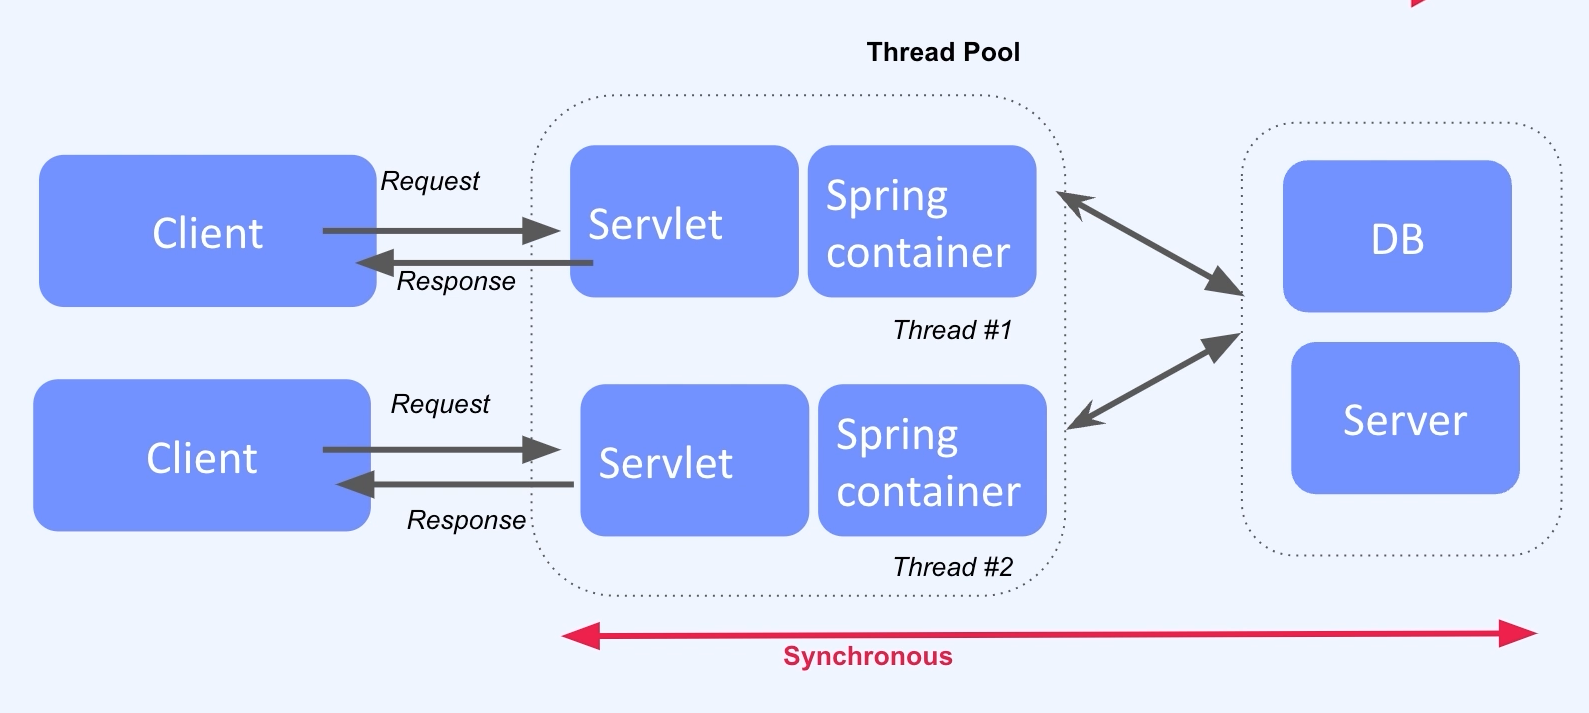 Thread Pool
Client
Request
Response
Servlet
Spring
container
Thread #1
DB
Client
Request
Response
Servlet
Spring
container
Thread #2
Server
Synchronous